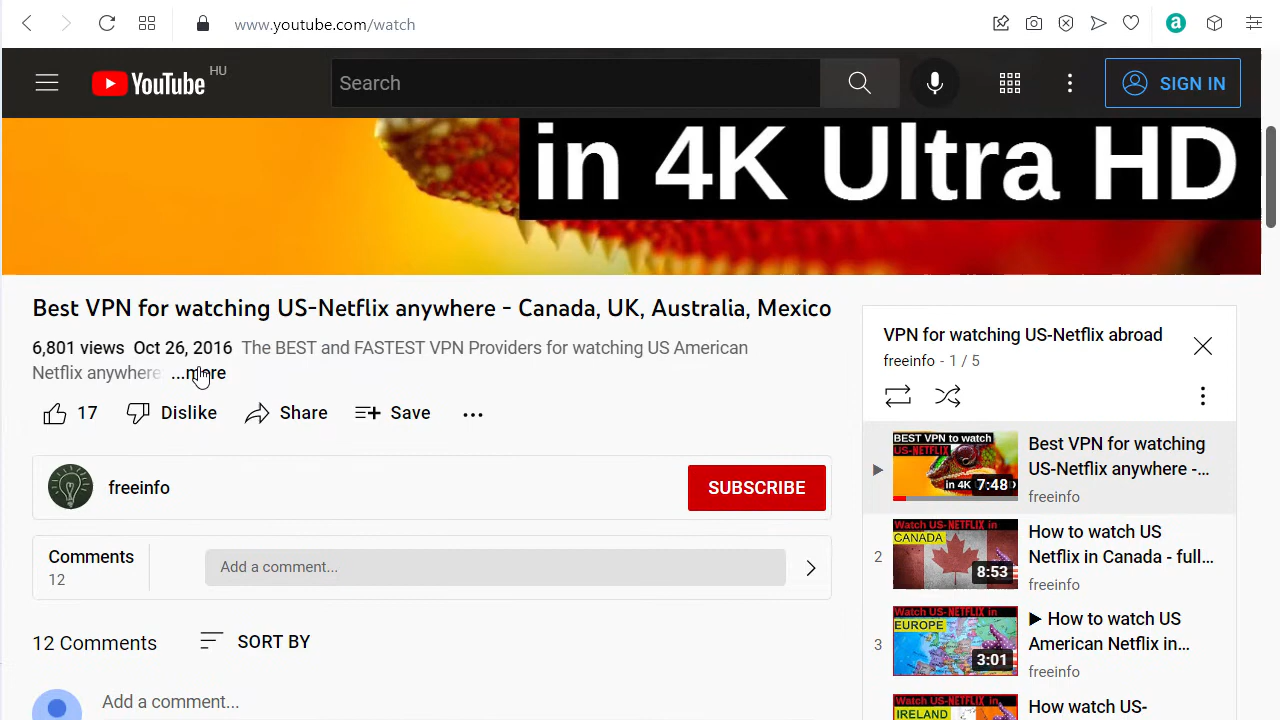 www.youtube.com/watch
a
YouTube HU
Search
SIGN IN
in 4K Ultra HD
Best VPN for watching US-Netflix anywhere - Canada, UK, Australia, Mexico
6,801 views Oct 26, 2016 The BEST and FASTEST VPN Providers for watching US American
Netflix anywhere ...more
17 Dislike Share Save ...
freeinfo
SUBSCRIBE
Comments
12
Add a comment...
12 Comments SORT BY
Add a comment...
VPN for watching US-Netflix abroad
freeinfo - 1 / 5
BEST VPN to watch
US-NETFLIX
in 4K
7:48
Best VPN for watching
US-Netflix anywhere -...
freeinfo
2
Watch US-NETFLIX in
CANADA
8:53
How to watch US
Netflix in Canada - full...
freeinfo
3
Watch US-NETFLIX in
EUROPE
3:01
▶ How to watch US
American Netflix in...
freeinfo
Watch US-NETFLIX in
IRELAND
How watch US-